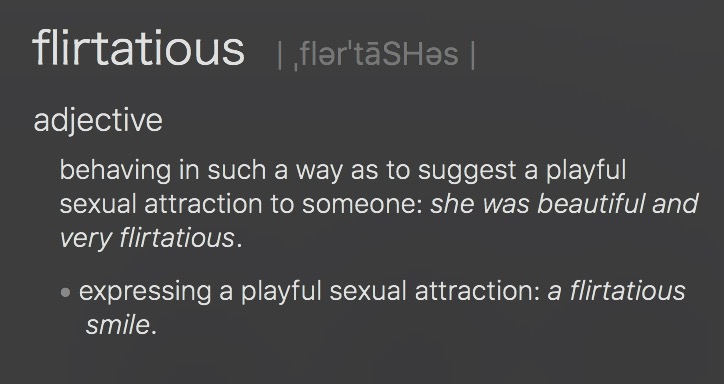 flirtatious | ˌflərˈtāSHəs |
adjective
behaving in such a way as to suggest a playful
sexual attraction to someone: she was beautiful and
very flirtatious.
• expressing a playful sexual attraction: a flirtatious
smile.